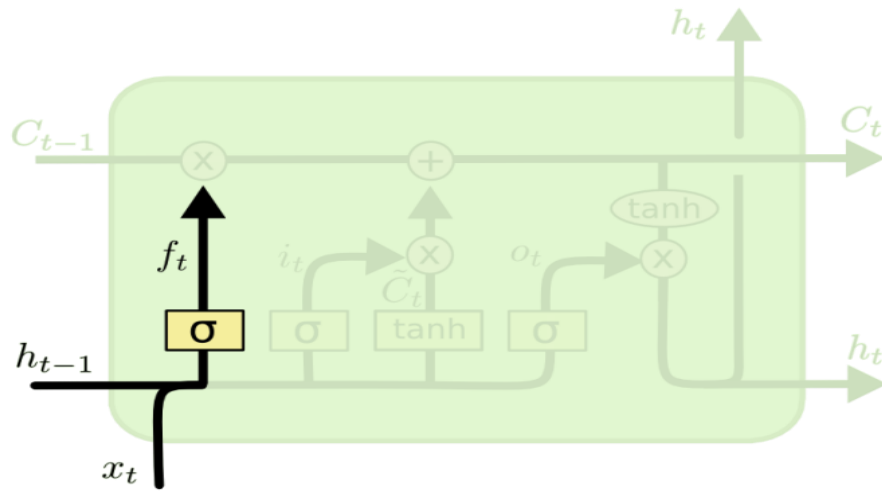 h_t
C_{t-1}
C_t
×
+
tanh
f_t
i_t
×
o_t
×
C̃_t
σ
σ
tanh
σ
h_{t-1}
h_t
x_t